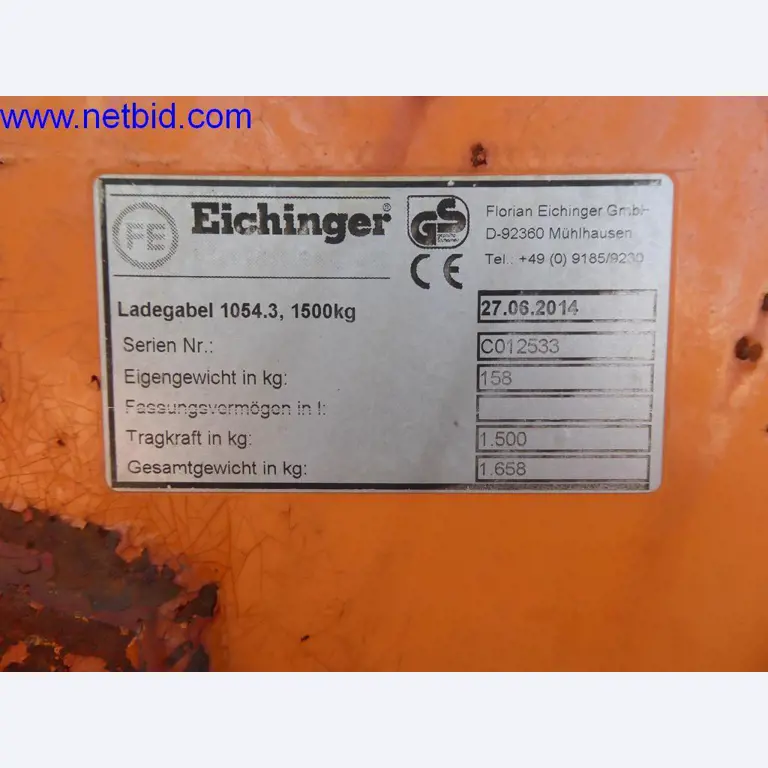 www.netbid.com
FE Eichinger®
GS
CE
Florian Eichinger GmbH
D-92360 Mühlhausen
Tel.: +49 (0) 9185/9230
Ladegabel 1054.3, 1500kg 27.06.2014
Serien Nr.: C012533
Eigengewicht in kg: 158
Fassungsvermögen in l:
Tragkraft in kg: 1.500
Gesamtgewicht in kg: 1.658